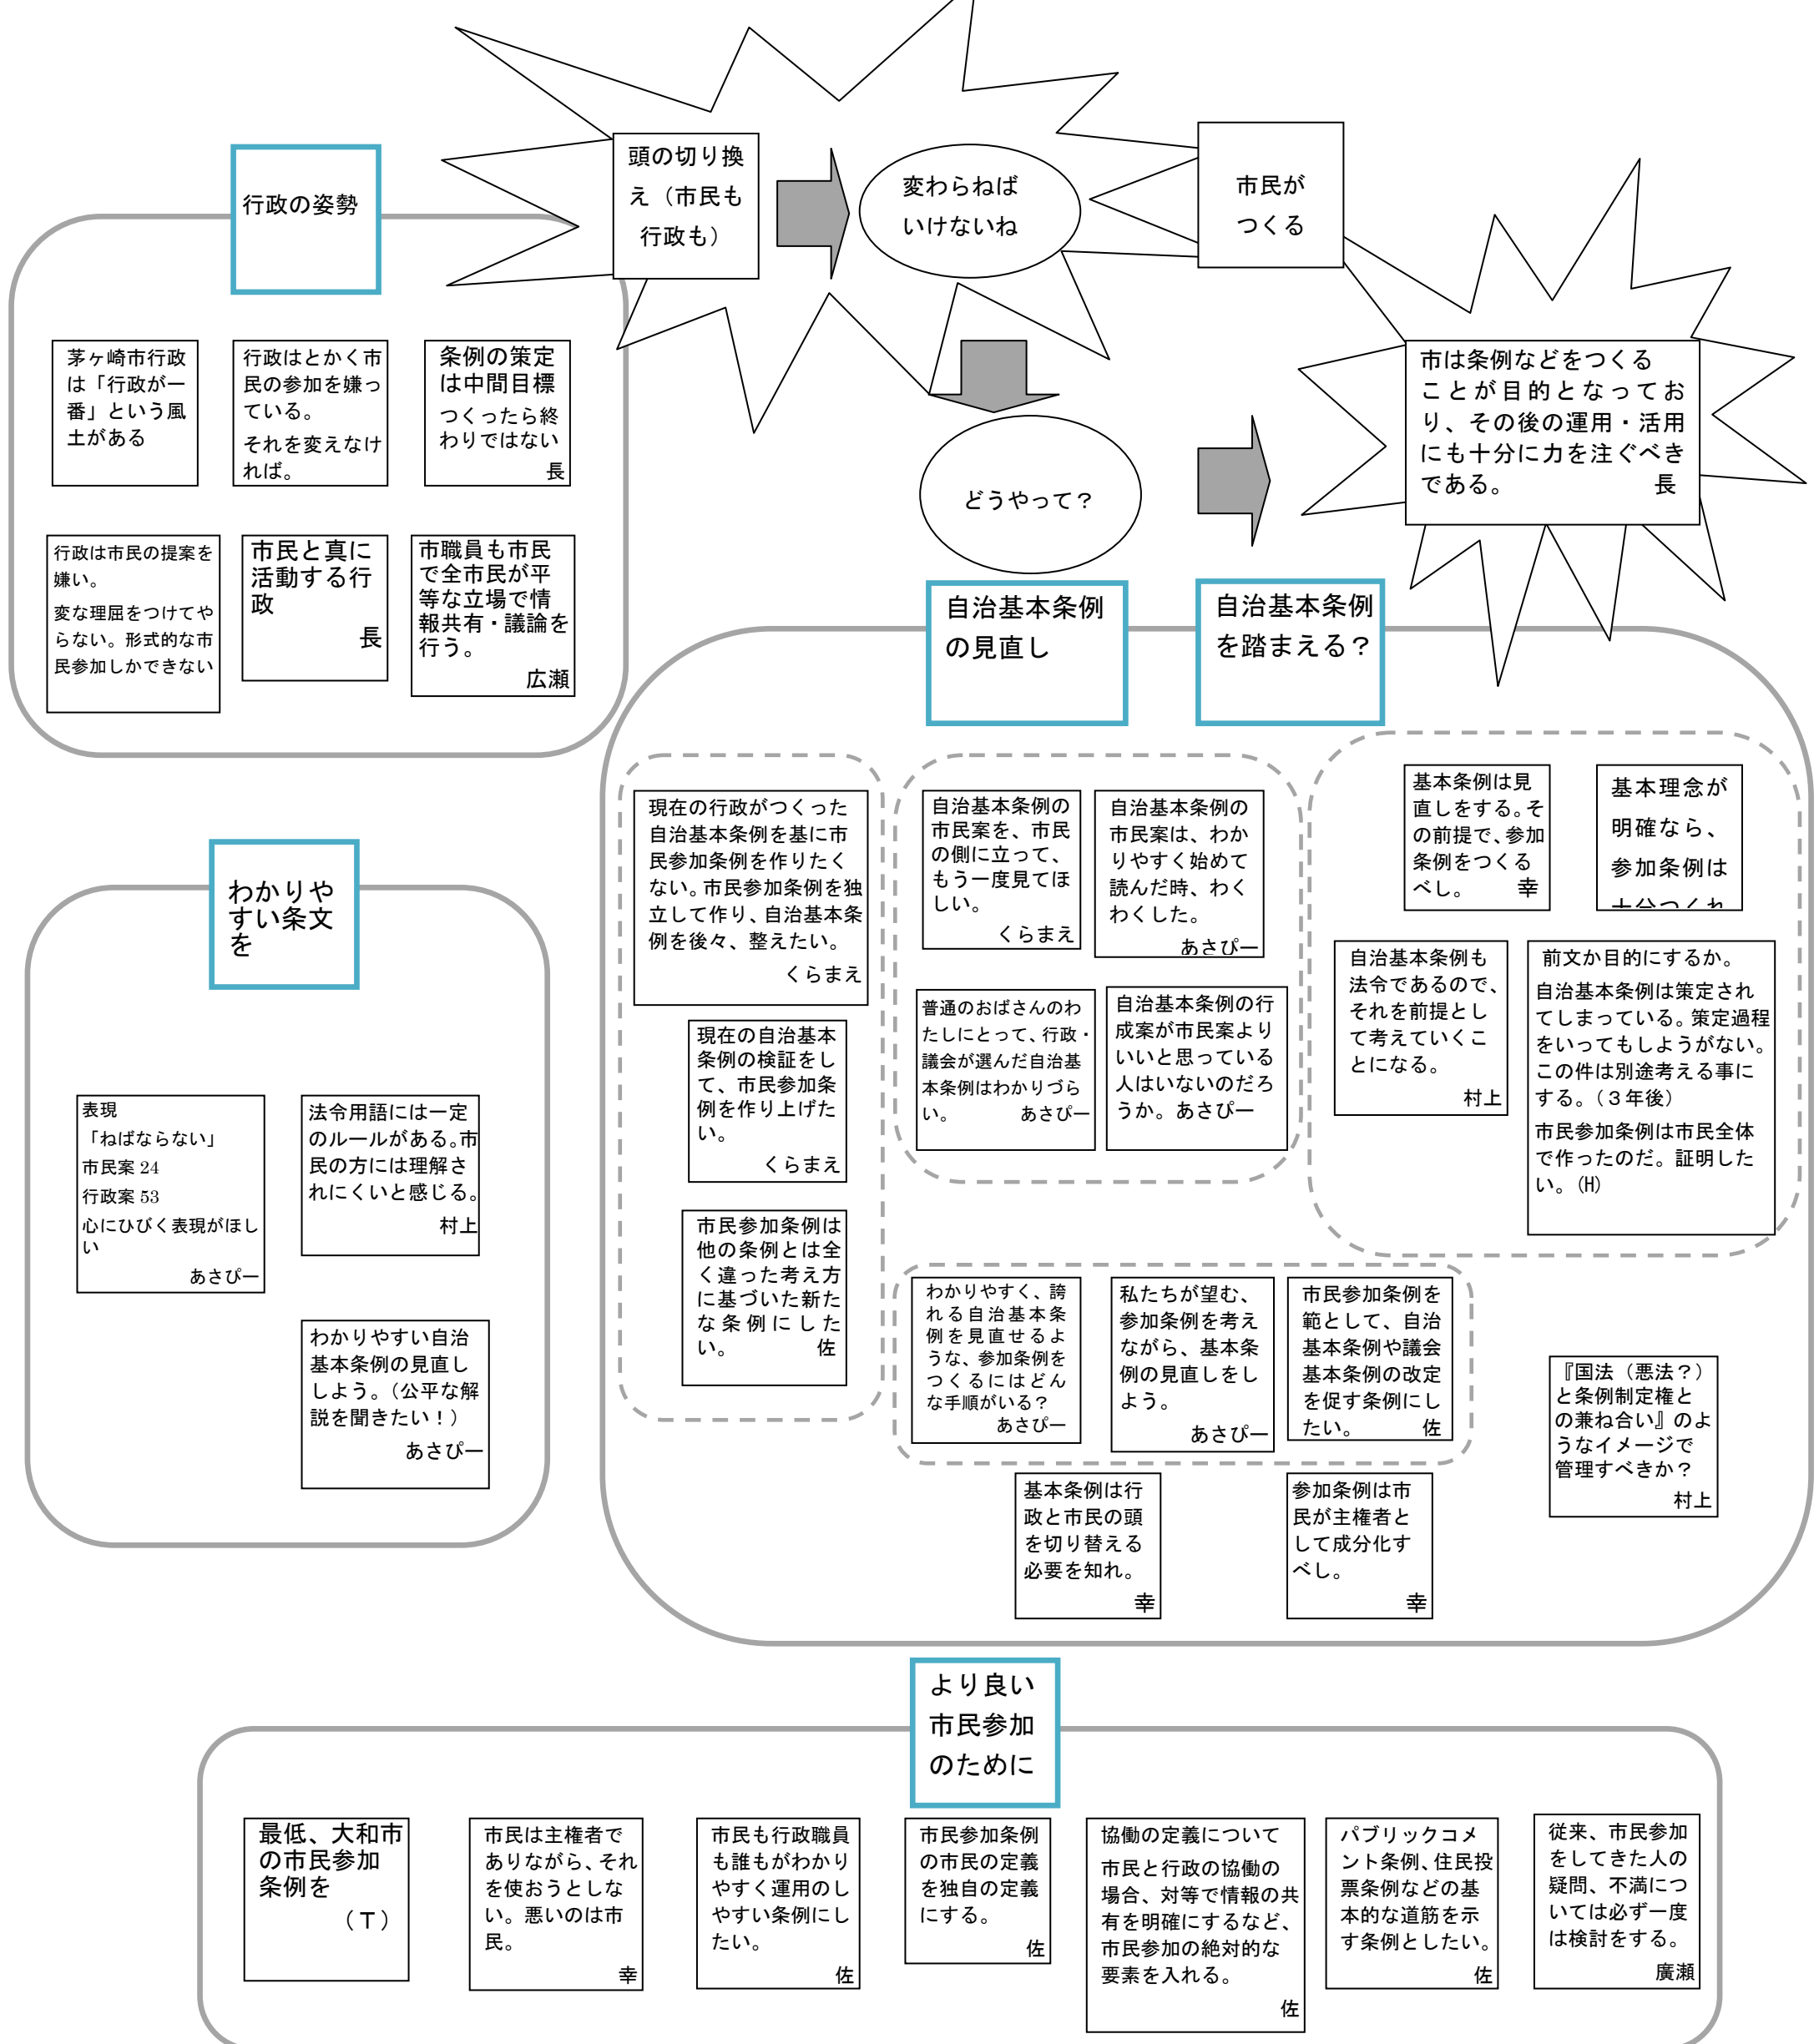 頭の切り換
え（市民も
行政も）
変わらねば
いけないね
市民が
つくる
どうやって？
市は条例などをつくる
ことが目的となってお
り、その後の運用・活用
にも十分に力を注ぐべき
である。 長
行政の姿勢
茅ヶ崎市行政
は「行政が一
番」という風
土がある
行政はとかく市
民の参加を嫌っ
ている。
それを変えなけ
れば。
条例の策定
は中間目標
つくったら終
わりではない
長
行政は市民の提案を
嫌い。
変な理屈をつけてや
らない。形式的な市
民参加しかできない
市民と真に
活動する行
政
長
市職員も市民
で全市民が平
等な立場で情
報共有・議論を
行う。
広瀬
わかりや
すい条文
を
表現
「ねばならない」
市民案 24
行政案 53
心にひびく表現がほし
い
あさぴー
法令用語には一定
のルールがある。市
民の方には理解さ
れにくいと感じる。
村上
わかりやすい自治
基本条例の見直し
しよう。（公平な解
説を聞きたい！）
あさぴー
自治基本条例
の見直し
自治基本条例
を踏まえる？
現在の行政がつくった
自治基本条例を基に市
民参加条例を作りたく
ない。市民参加条例を独
立して作り、自治基本条
例を後々、整えたい。
くらまえ
現在の自治基本
条例の検証をし
て、市民参加条
例を作り上げた
い。
くらまえ
市民参加条例は
他の条例とは全
く違った考え方
に基づいた新た
な条例にした
い。 佐
自治基本条例の
市民案を、市民
の側に立って、
もう一度見てほ
しい。
くらまえ
自治基本条例の
市民案は、わか
りやすく始めて
読んだ時、わく
わくした。
あさぴー
普通のおばさんのわ
たしにとって、行政・
議会が選んだ自治基
本条例はわかりづら
い。 あさぴー
自治基本条例の行
成案が市民案より
いいと思っている
人はいないのだろ
うか。あさぴー
基本条例は見
直しをする。そ
の前提で、参加
条例をつくる
べし。 幸
基本理念が
明確なら、
参加条例は
十分つくれ
自治基本条例も
法令であるので、
それを前提とし
て考えていくこ
とになる。
村上
前文か目的にするか。
自治基本条例は策定され
てしまっている。策定過程
をいってもしようがない。
この件は別途考える事に
する。（３年後）
市民参加条例は市民全体
で作ったのだ。証明した
い。(H)
わかりやすく、誇
れる自治基本条
例を見直せるよ
うな、参加条例を
つくるにはどん
な手順がいる？
あさぴー
私たちが望む、
参加条例を考え
ながら、基本条
例の見直しをし
よう。
あさぴー
市民参加条例を
範として、自治
基本条例や議会
基本条例の改定
を促す条例にし
たい。 佐
『国法（悪法？）
と条例制定権と
の兼ね合い』のよ
うなイメージで
管理すべきか？
村上
基本条例は行
政と市民の頭
を切り替える
必要を知れ。
幸
参加条例は市
民が主権者と
して成分化す
べし。
幸
より良い
市民参加
のために
最低、大和市
の市民参加
条例を
（Ｔ）
市民は主権者で
ありながら、それ
を使おうとしな
い。悪いのは市
民。
幸
市民も行政職員
も誰もがわかり
やすく運用のし
やすい条例にし
たい。
佐
市民参加条例
の市民の定義
を独自の定義
にする。
佐
協働の定義について
市民と行政の協働の
場合、対等で情報の共
有を明確にするなど、
市民参加の絶対的な
要素を入れる。
佐
パブリックコメ
ント条例、住民投
票条例などの基
本的な道筋を示
す条例としたい。
佐
従来、市民参加
をしてきた人の
疑問、不満につ
いては必ず一度
は検討をする。
廣瀬